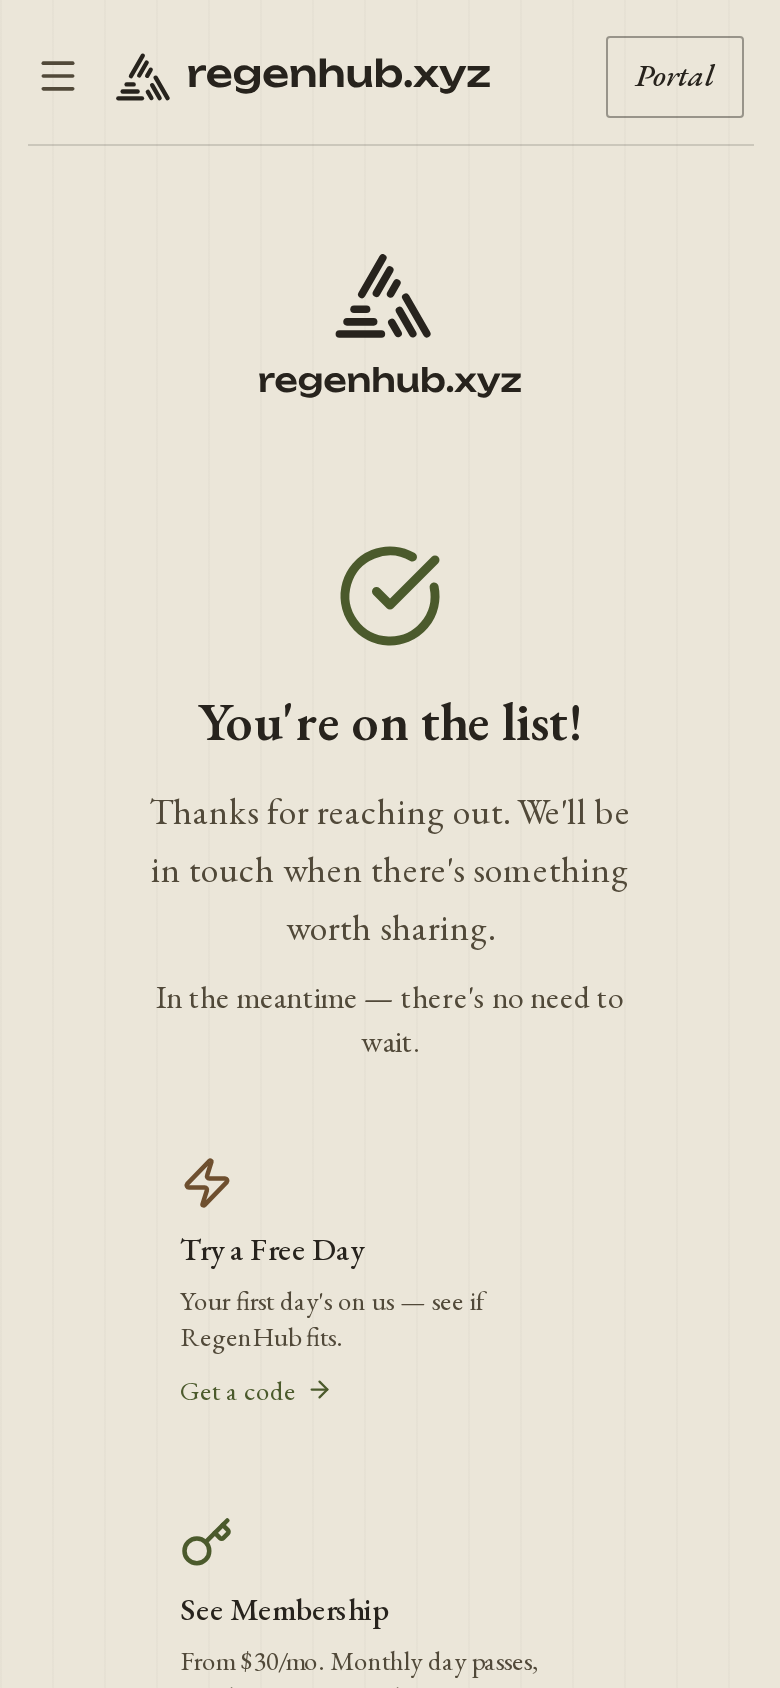 regenhub.xyz
Portal
regenhub.xyz
You're on the list!
Thanks for reaching out. We'll be
in touch when there's something
worth sharing.
In the meantime — there's no need to
wait.
Try a Free Day
Your first day's on us — see if
RegenHub fits.
Get a code →
See Membership
From $30/mo. Monthly day passes,